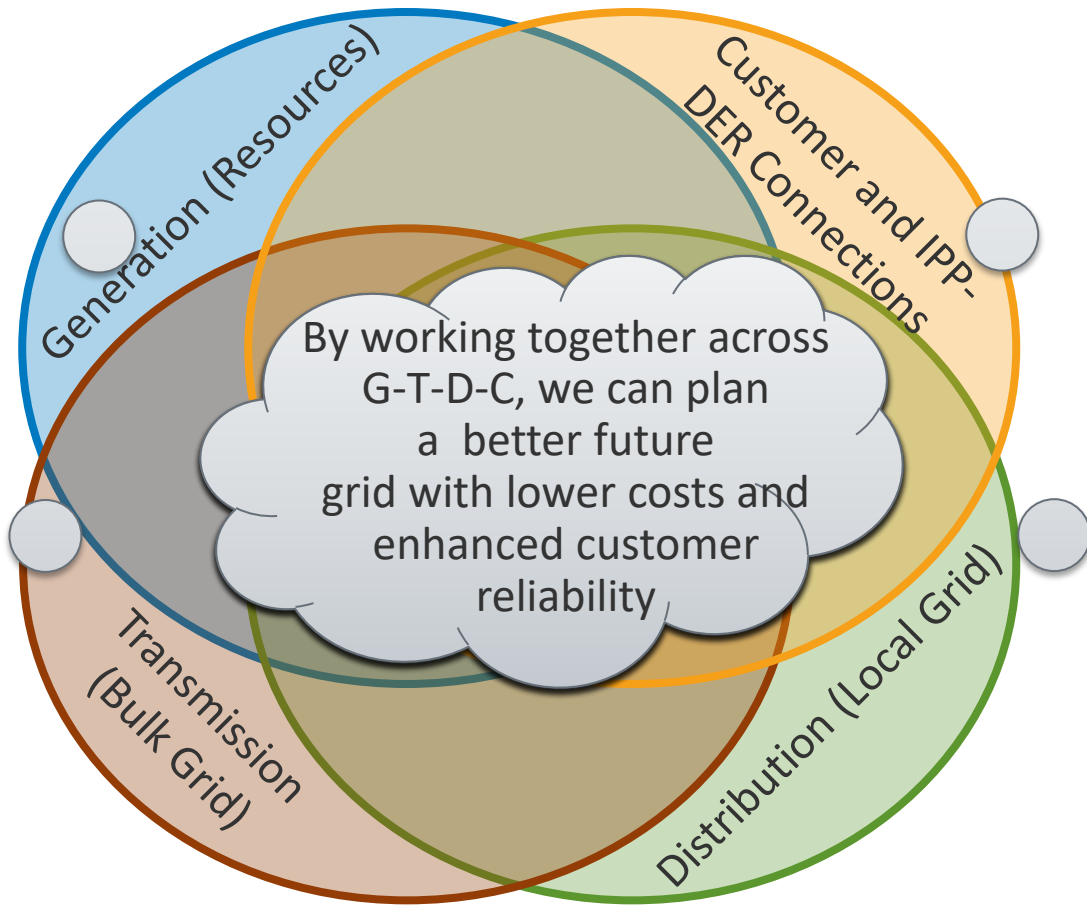 Generation (Resources)
Customer and IPP-
DER Connections
By working together across
G-T-D-C, we can plan
a better future
grid with lower costs and
enhanced customer
reliability
Transmission
(Bulk Grid)
Distribution (Local Grid)